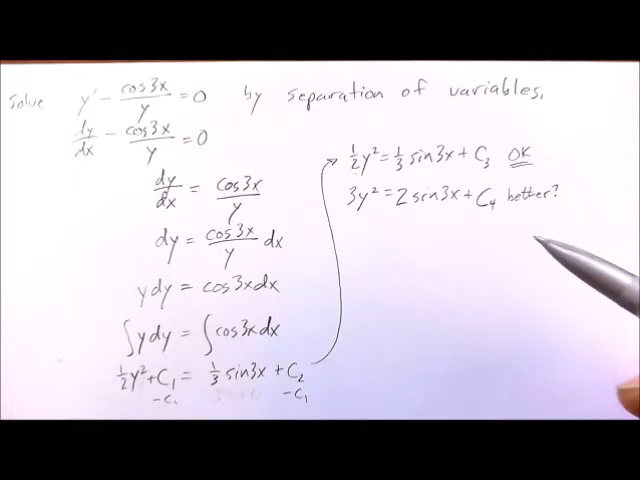 Solve y' - cos3x/y = 0 by separation of variables.
dy/dx - cos3x/y = 0
dy/dx = cos3x/y
dy = cos3x/y dx
ydy = cos3xdx
∫ydy = ∫cos3xdx
1/2y² + C₁ = 1/3 sin3x + C₂
-C₁ -C₁
1/2y² = 1/3 sin3x + C₃ OK
3y² = 2sin3x + C₄ better?